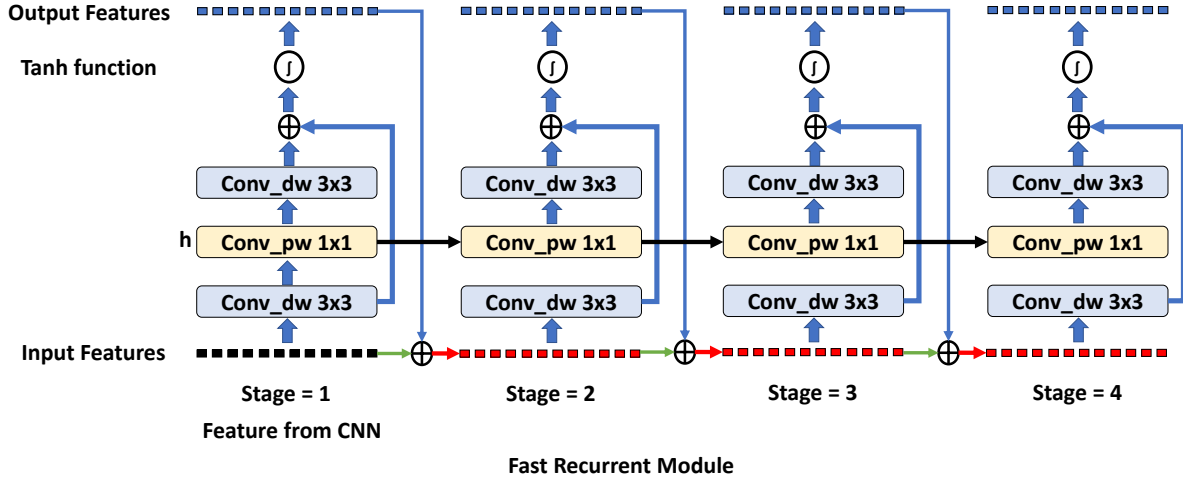 Output Features
Tanh function
∫ ∫ ∫ ∫
Conv_dw 3x3 Conv_dw 3x3 Conv_dw 3x3 Conv_dw 3x3
h Conv_pw 1x1 Conv_pw 1x1 Conv_pw 1x1 Conv_pw 1x1
Conv_dw 3x3 Conv_dw 3x3 Conv_dw 3x3 Conv_dw 3x3
Input Features
Stage = 1 Stage = 2 Stage = 3 Stage = 4
Feature from CNN
Fast Recurrent Module